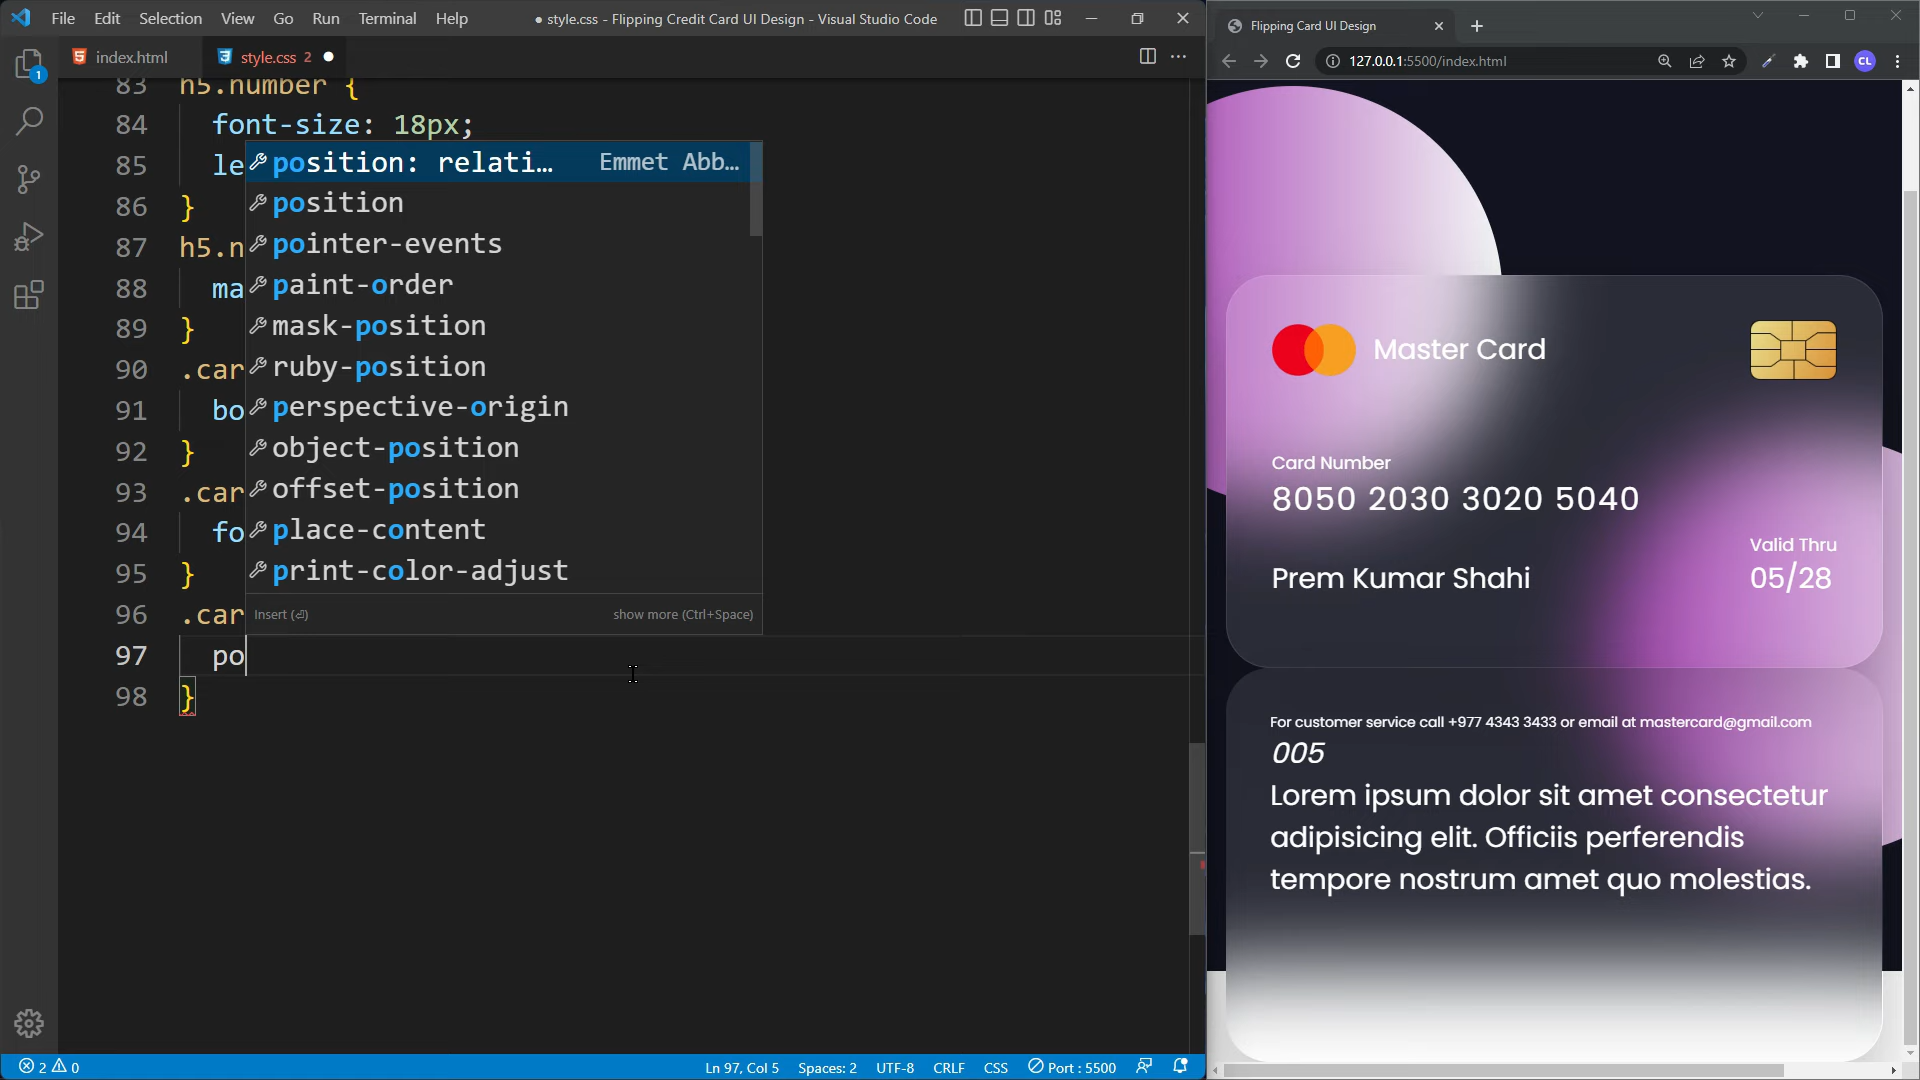 File Edit Selection View Go Run Terminal Help
● style.css - Flipping Credit Card UI Design - Visual Studio Code
index.html
style.css 2
1
83 h5.number {
84 font-size: 18px;
85 le
86 }
87 h5.n
88 ma
89 }
90 .car
91 bo
92 }
93 .car
94 fo
95 }
96 .car
97 po
98 }
position: relati… Emmet Abb…
position
pointer-events
paint-order
mask-position
ruby-position
perspective-origin
object-position
offset-position
place-content
print-color-adjust
Insert (⏎) show more (Ctrl+Space)
2 0
Ln 97, Col 5 Spaces: 2 UTF-8 CRLF CSS Port : 5500
Flipping Card UI Design
127.0.0.1:5500/index.html
CL
Master Card
Card Number
8050 2030 3020 5040
Valid Thru
Prem Kumar Shahi
05/28
For customer service call +977 4343 3433 or email at mastercard@gmail.com
005
Lorem ipsum dolor sit amet consectetur
adipisicing elit. Officiis perferendis
tempore nostrum amet quo molestias.